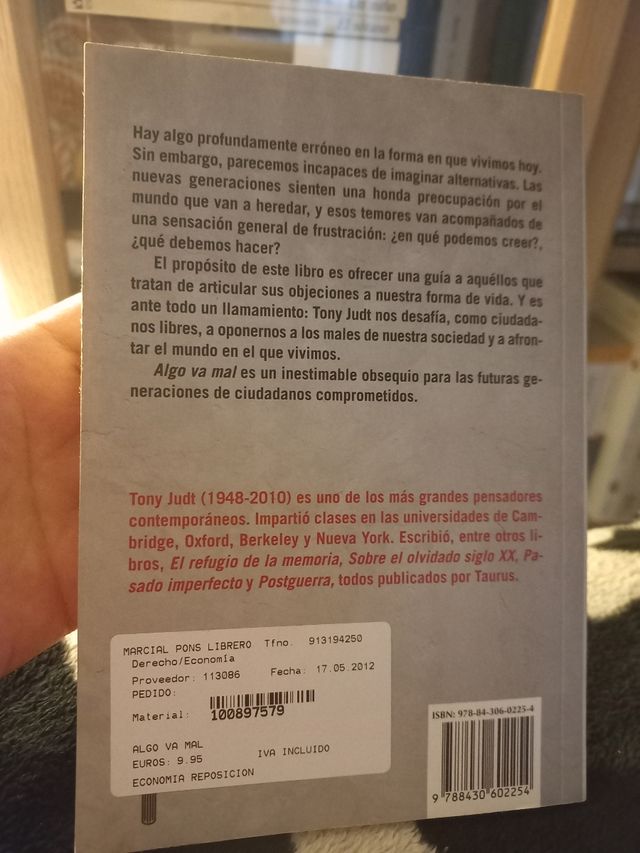 Hay algo profundamente erróneo en la forma en que vivimos hoy.
Sin embargo, parecemos incapaces de imaginar alternativas. Las
nuevas generaciones sienten una honda preocupación por el
mundo que van a heredar, y esos temores van acompañados de
una sensación general de frustración: ¿en qué podemos creer?,
¿qué debemos hacer?
El propósito de este libro es ofrecer una guía a aquéllos que
tratan de articular sus objeciones a nuestra forma de vida. Y es
ante todo un llamamiento: Tony Judt nos desafía, como ciudada-
nos libres, a oponernos a los males de nuestra sociedad y a afron-
tar el mundo en el que vivimos.
Algo va mal es un inestimable obsequio para las futuras ge-
neraciones de ciudadanos comprometidos.
Tony Judt (1948-2010) es uno de los más grandes pensadores
contemporáneos. Impartió clases en las universidades de Cam-
bridge, Oxford, Berkeley y Nueva York. Escribió, entre otros li-
bros, El refugio de la memoria, Sobre el olvidado siglo XX, Pa-
sado imperfecto y Postguerra, todos publicados por Taurus.
MARCIAL PONS LIBRERO Tfno. 913194250
Derecho/Economía
Proveedor: 113086 Fecha: 17.05.2012
PEDIDO:
Material: 100897579
ALGO VA MAL
EUROS: 9.95 IVA INCLUIDO
ECONOMIA REPOSICION
ISBN: 978-84-306-0225-4
9 788430 602254